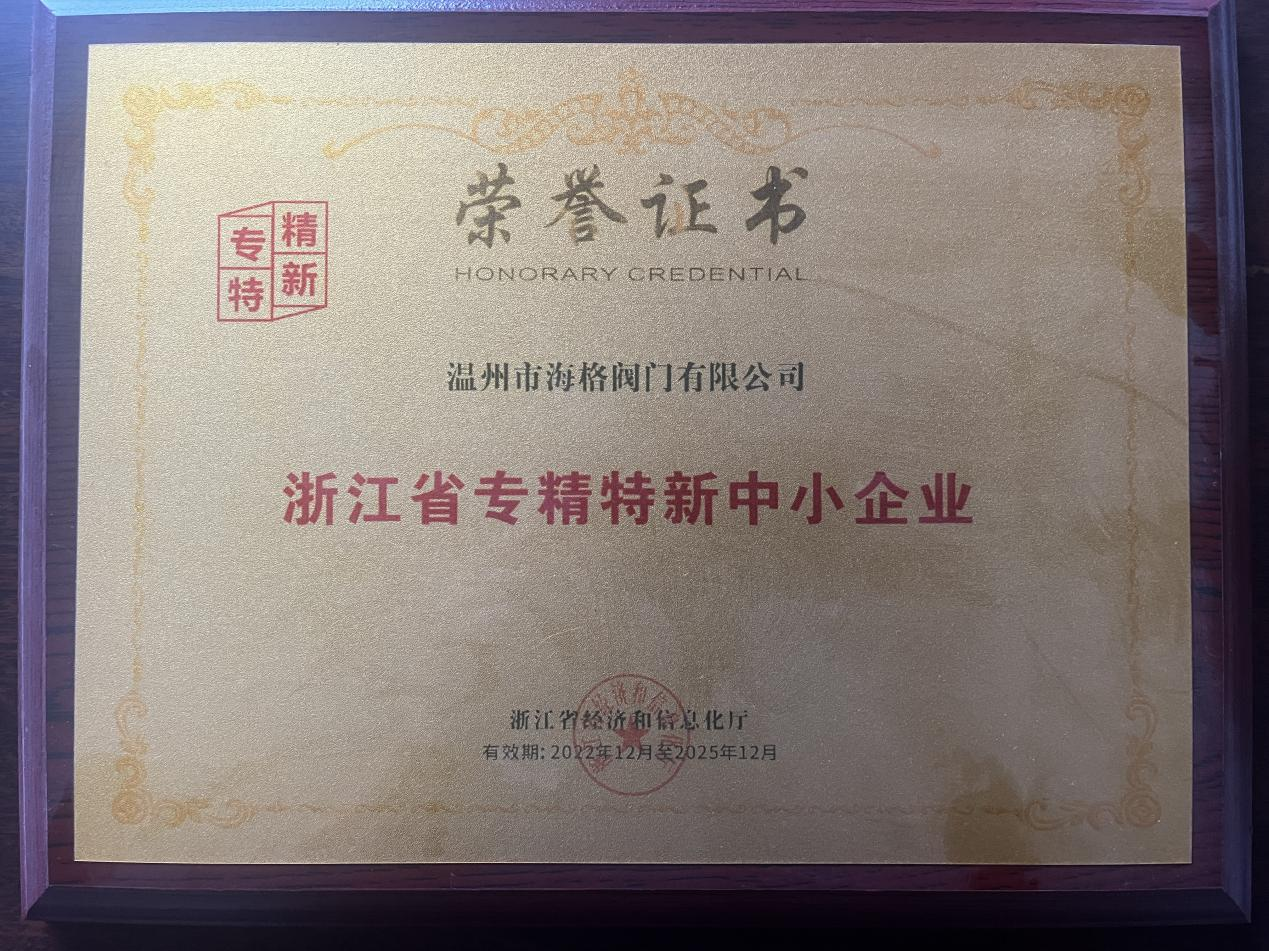 荣誉证书
HONORARY CREDENTIAL
专精
特新
温州市海格阀门有限公司
浙江省专精特新中小企业
浙江省经济和信息化厅
有效期: 2022年12月至2025年12月